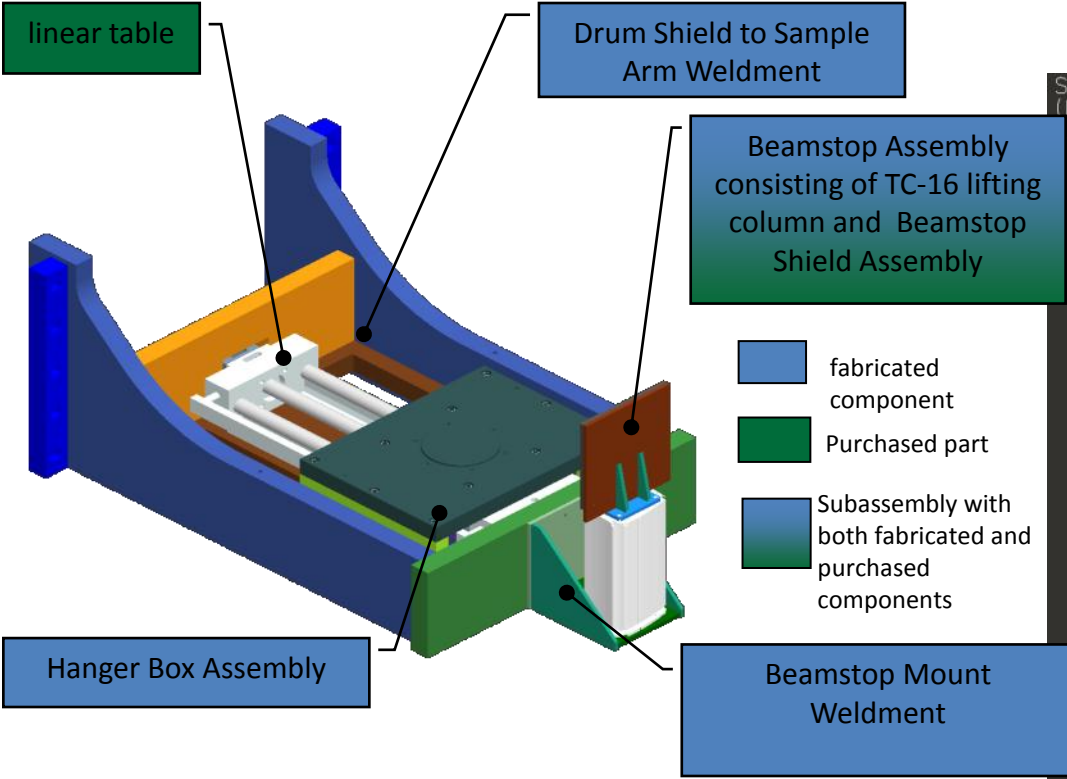 linear table
Drum Shield to Sample
Arm Weldment
Beamstop Assembly
consisting of TC-16 lifting
column and Beamstop
Shield Assembly
fabricated
component
Purchased part
Subassembly with
both fabricated and
purchased
components
Hanger Box Assembly
Beamstop Mount
Weldment